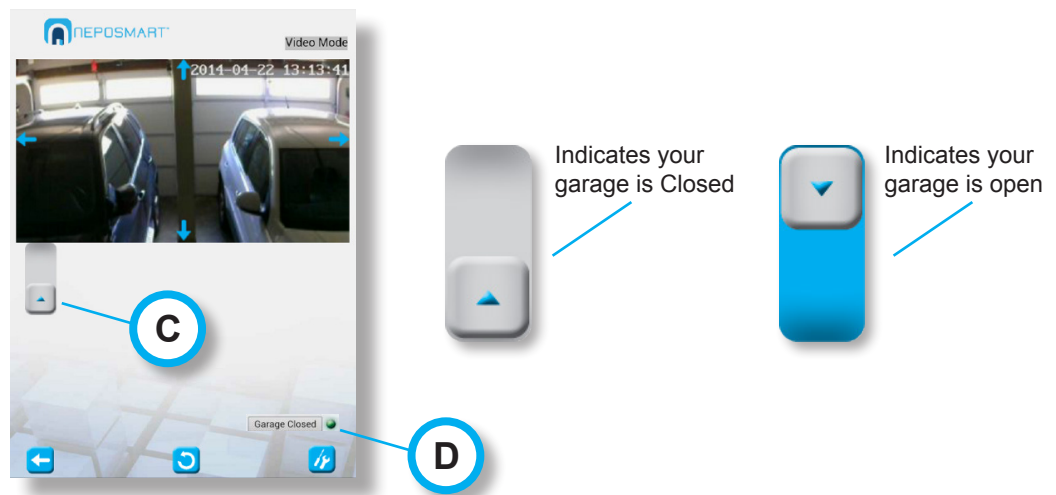 NEPOSMART
Video Mode
2014-04-22 13:13:41
C
Garage Closed
D
Indicates your
garage is Closed
Indicates your
garage is open